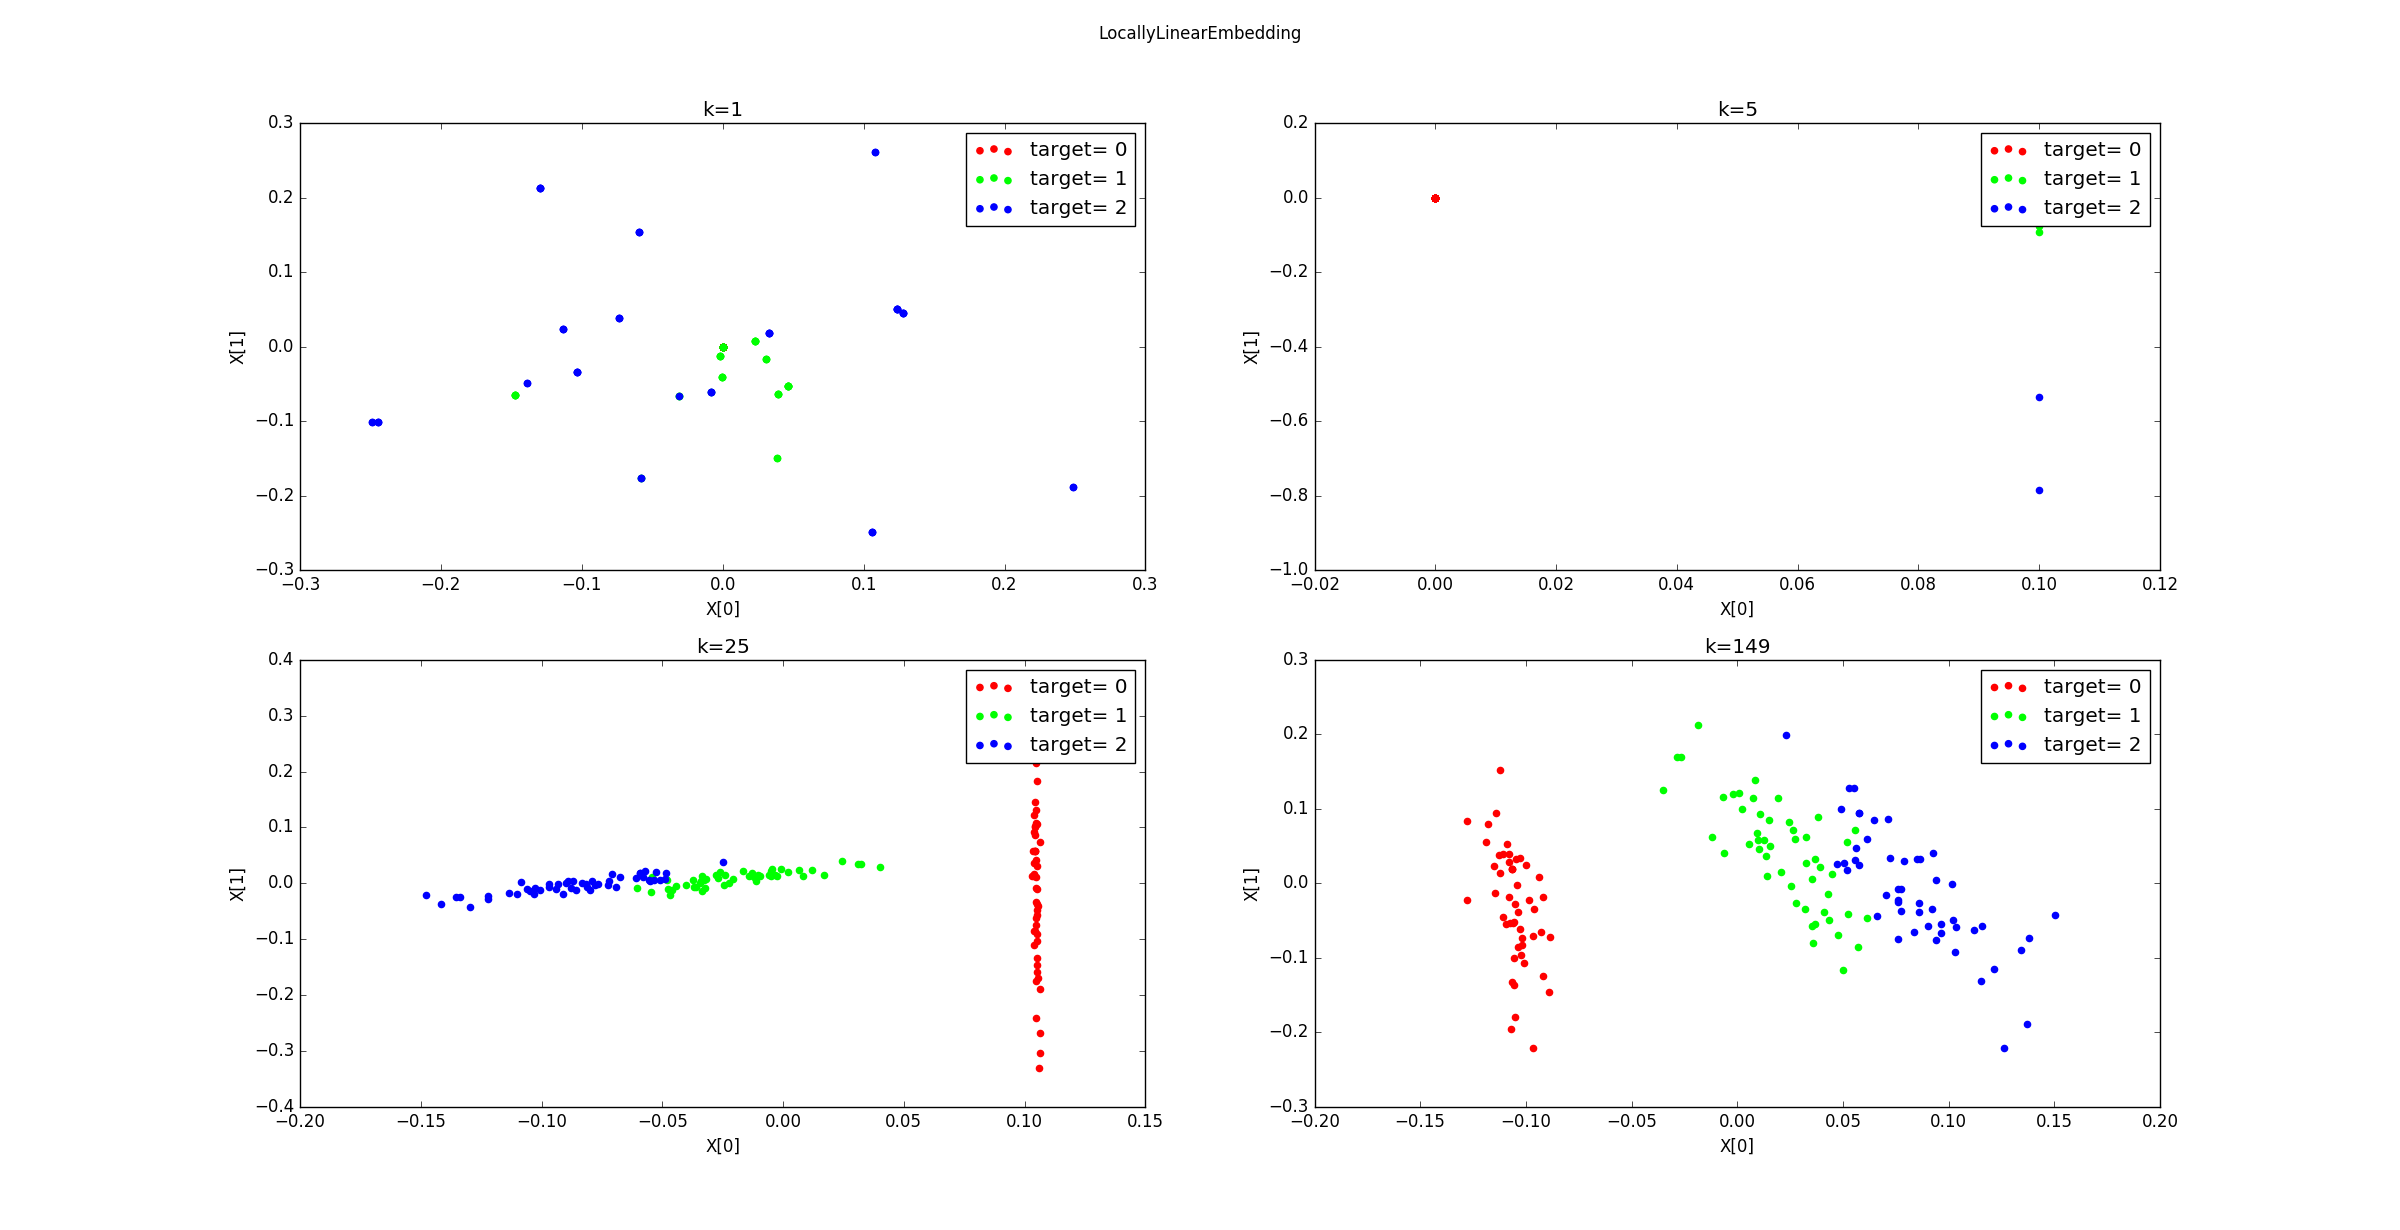 LocallyLinearEmbedding
k=1
0.3
0.2
0.1
0.0
−0.1
−0.2
−0.3
X[1]
target= 0
target= 1
target= 2
−0.3 −0.2 −0.1 0.0 0.1 0.2 0.3
X[0]
k=5
0.2
0.0
−0.2
−0.4
−0.6
−0.8
−1.0
X[1]
target= 0
target= 1
target= 2
−0.02 0.00 0.02 0.04 0.06 0.08 0.10 0.12
X[0]
k=25
0.4
0.3
0.2
0.1
0.0
−0.1
−0.2
−0.3
−0.4
X[1]
target= 0
target= 1
target= 2
−0.20 −0.15 −0.10 −0.05 0.00 0.05 0.10 0.15
X[0]
k=149
0.3
0.2
0.1
0.0
−0.1
−0.2
−0.3
X[1]
target= 0
target= 1
target= 2
−0.20 −0.15 −0.10 −0.05 0.00 0.05 0.10 0.15 0.20
X[0]